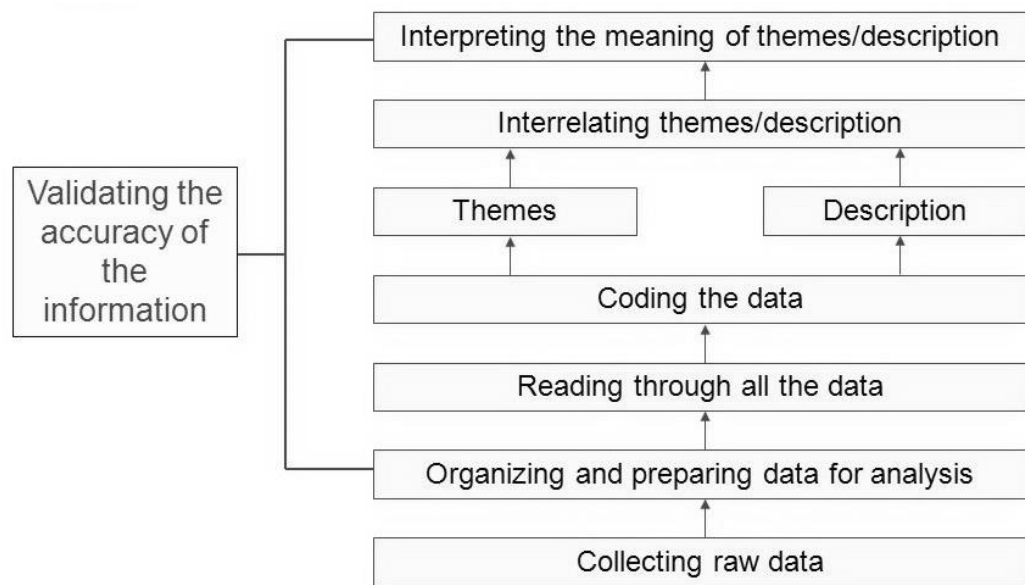 Interpreting the meaning of themes/description
Interrelating themes/description
Validating the
accuracy of
the
information
Themes
Description
Coding the data
Reading through all the data
Organizing and preparing data for analysis
Collecting raw data